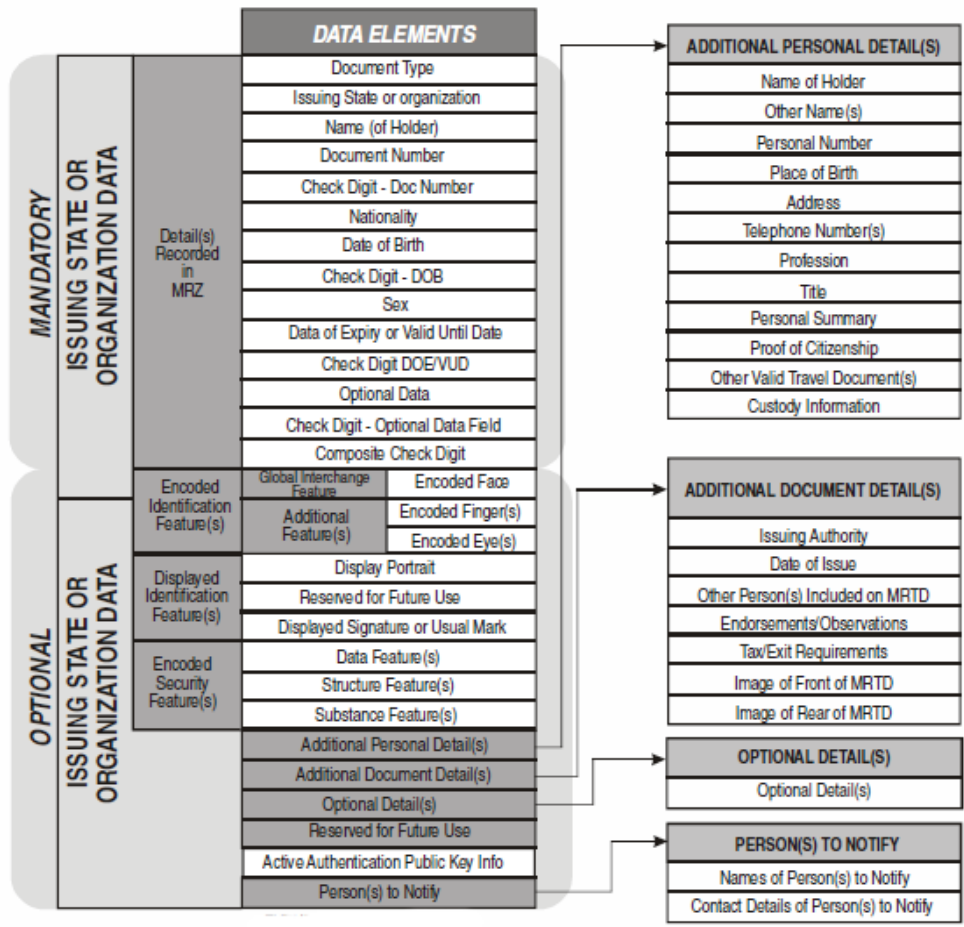 DATA ELEMENTS
MANDATORY
ISSUING STATE OR
ORGANIZATION DATA
Detail(s)
Recorded
in
MRZ
Document Type
Issuing State or organization
Name (of Holder)
Document Number
Check Digit - Doc Number
Nationality
Date of Birth
Check Digit - DOB
Sex
Data of Expiry or Valid Until Date
Check Digit DOE/VUD
Optional Data
Check Digit - Optional Data Field
Composite Check Digit
OPTIONAL
ISSUING STATE OR
ORGANIZATION DATA
Encoded
Identification
Feature(s)
Global Interchange
Feature
Encoded Face
Additional
Feature(s)
Encoded Finger(s)
Encoded Eye(s)
Displayed
Identification
Feature(s)
Display Portrait
Reserved for Future Use
Displayed Signature or Usual Mark
Encoded
Security
Feature(s)
Data Feature(s)
Structure Feature(s)
Substance Feature(s)
Additional Personal Detail(s)
Additional Document Detail(s)
Optional Detail(s)
Reserved for Future Use
Active Authentication Public Key Info
Person(s) to Notify
ADDITIONAL PERSONAL DETAIL(S)
Name of Holder
Other Name(s)
Personal Number
Place of Birth
Address
Telephone Number(s)
Profession
Title
Personal Summary
Proof of Citizenship
Other Valid Travel Document(s)
Custody Information
ADDITIONAL DOCUMENT DETAIL(S)
Issuing Authority
Date of Issue
Other Person(s) Included on MRTD
Endorsements/Observations
Tax/Exit Requirements
Image of Front of MRTD
Image of Rear of MRTD
OPTIONAL DETAIL(S)
Optional Detail(s)
PERSON(S) TO NOTIFY
Names of Person(s) to Notify
Contact Details of Person(s) to Notify